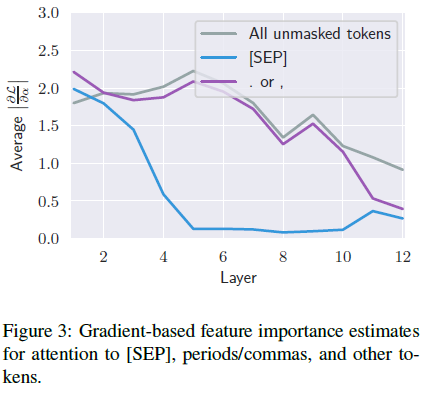 3.0
2.5
2.0
1.5
1.0
0.5
0.0
Average |∂ℒ/∂α|
All unmasked tokens
[SEP]
. or ,
2 4 6 8 10 12
Layer
Figure 3: Gradient-based feature importance estimates
for attention to [SEP], periods/commas, and other to-
kens.